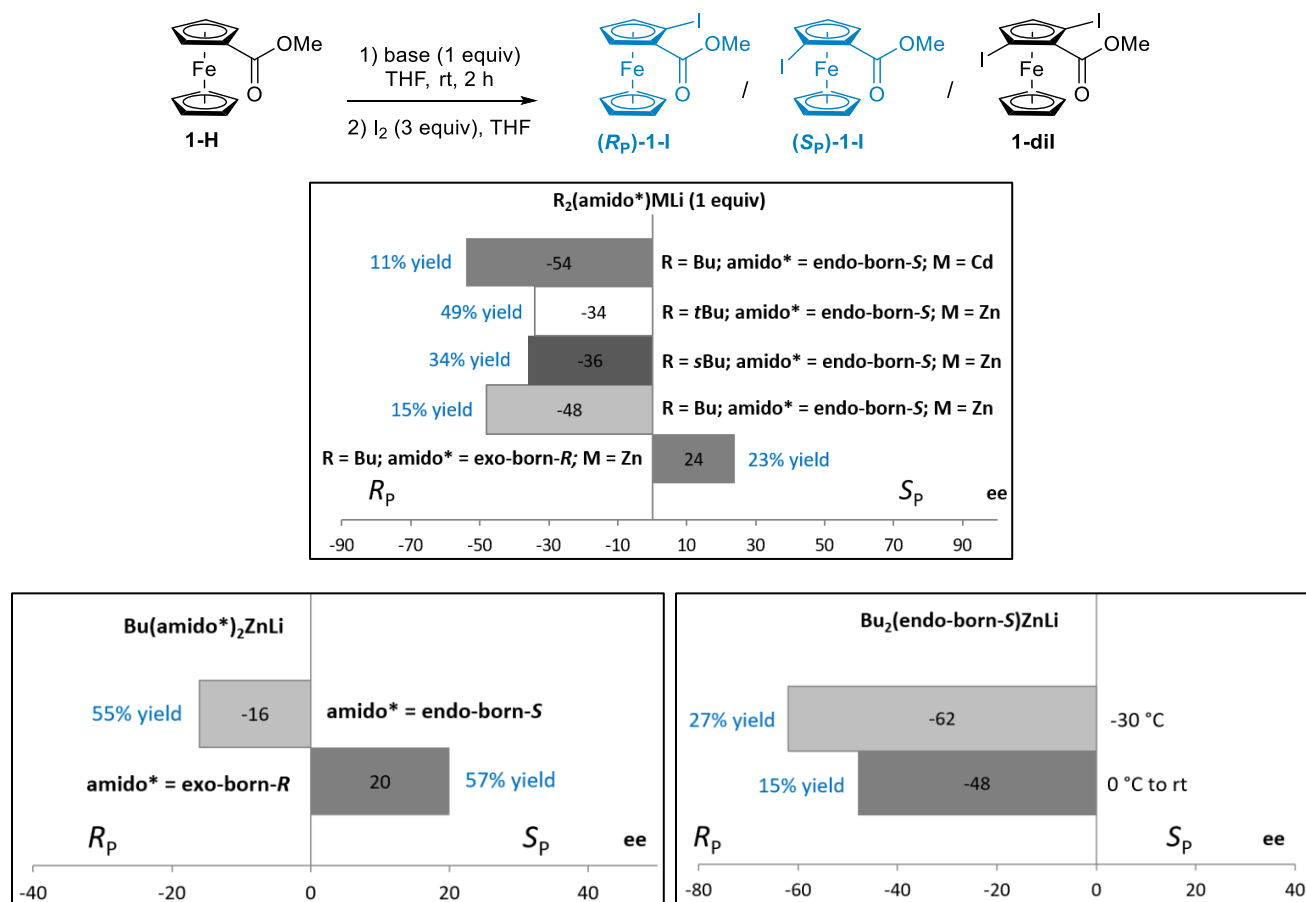 I
OMe
O
Fe
1-H
1) base (1 equiv)
THF, rt, 2 h
2) I2 (3 equiv), THF
OMe
O
Fe
(RP)-1-I
/
I
OMe
O
Fe
(SP)-1-I
/
I
I
OMe
O
Fe
1-diI
R2(amido*)MLi (1 equiv)
11% yield -54 R = Bu; amido* = endo-born-S; M = Cd
49% yield -34 R = tBu; amido* = endo-born-S; M = Zn
34% yield -36 R = sBu; amido* = endo-born-S; M = Zn
15% yield -48 R = Bu; amido* = endo-born-S; M = Zn
R = Bu; amido* = exo-born-R; M = Zn 24 23% yield
RP SP ee
-90 -70 -50 -30 -10 10 30 50 70 90
Bu(amido*)2ZnLi
55% yield -16 amido* = endo-born-S
amido* = exo-born-R 20 57% yield
RP SP ee
-40 -20 0 20 40
Bu2(endo-born-S)ZnLi
27% yield -62 -30 °C
15% yield -48 0 °C to rt
RP SP ee
-80 -60 -40 -20 0 20 40